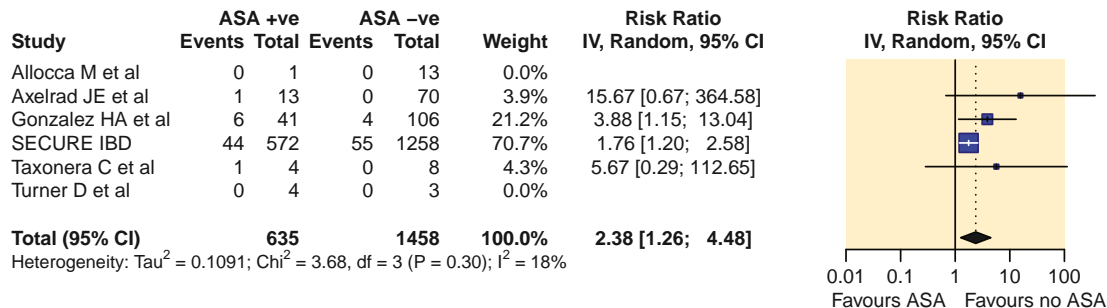 ASA +ve ASA −ve Risk Ratio Risk Ratio
Study Events Total Events Total Weight IV, Random, 95% CI IV, Random, 95% CI
Allocca M et al 0 1 0 13 0.0%
Axelrad JE et al 1 13 0 70 3.9% 15.67 [0.67; 364.58]
Gonzalez HA et al 6 41 4 106 21.2% 3.88 [1.15; 13.04]
SECURE IBD 44 572 55 1258 70.7% 1.76 [1.20; 2.58]
Taxonera C et al 1 4 0 8 4.3% 5.67 [0.29; 112.65]
Turner D et al 0 4 0 3 0.0%
Total (95% CI) 635 1458 100.0% 2.38 [1.26; 4.48]
Heterogeneity: Tau² = 0.1091; Chi² = 3.68, df = 3 (P = 0.30); I² = 18%
0.01 0.1 1 10 100
Favours ASA Favours no ASA